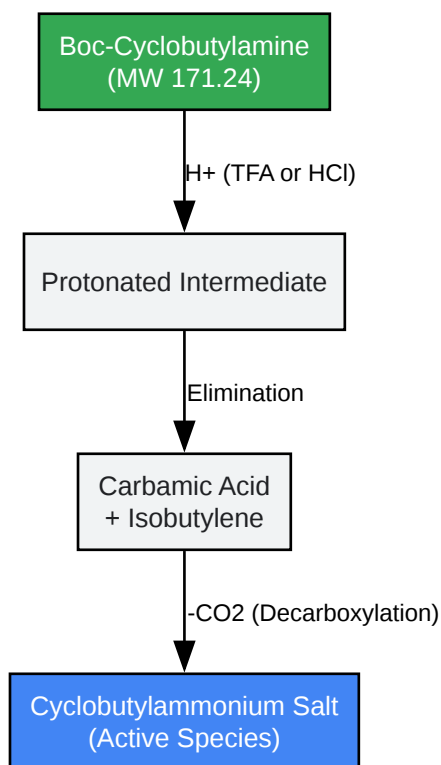 Boc-Cyclobutylamine
(MW 171.24)
H+ (TFA or HCl)
Protonated Intermediate
Elimination
Carbamic Acid
+ Isobutylene
-CO2 (Decarboxylation)
Cyclobutylammonium Salt
(Active Species)